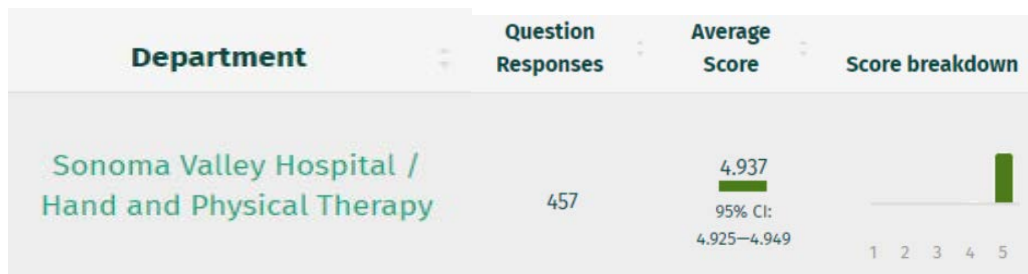 Department
Question
Responses
Average
Score
Score breakdown
Sonoma Valley Hospital /
Hand and Physical Therapy
457
4.937
95% CI:
4.925—4.949
1 2 3 4 5